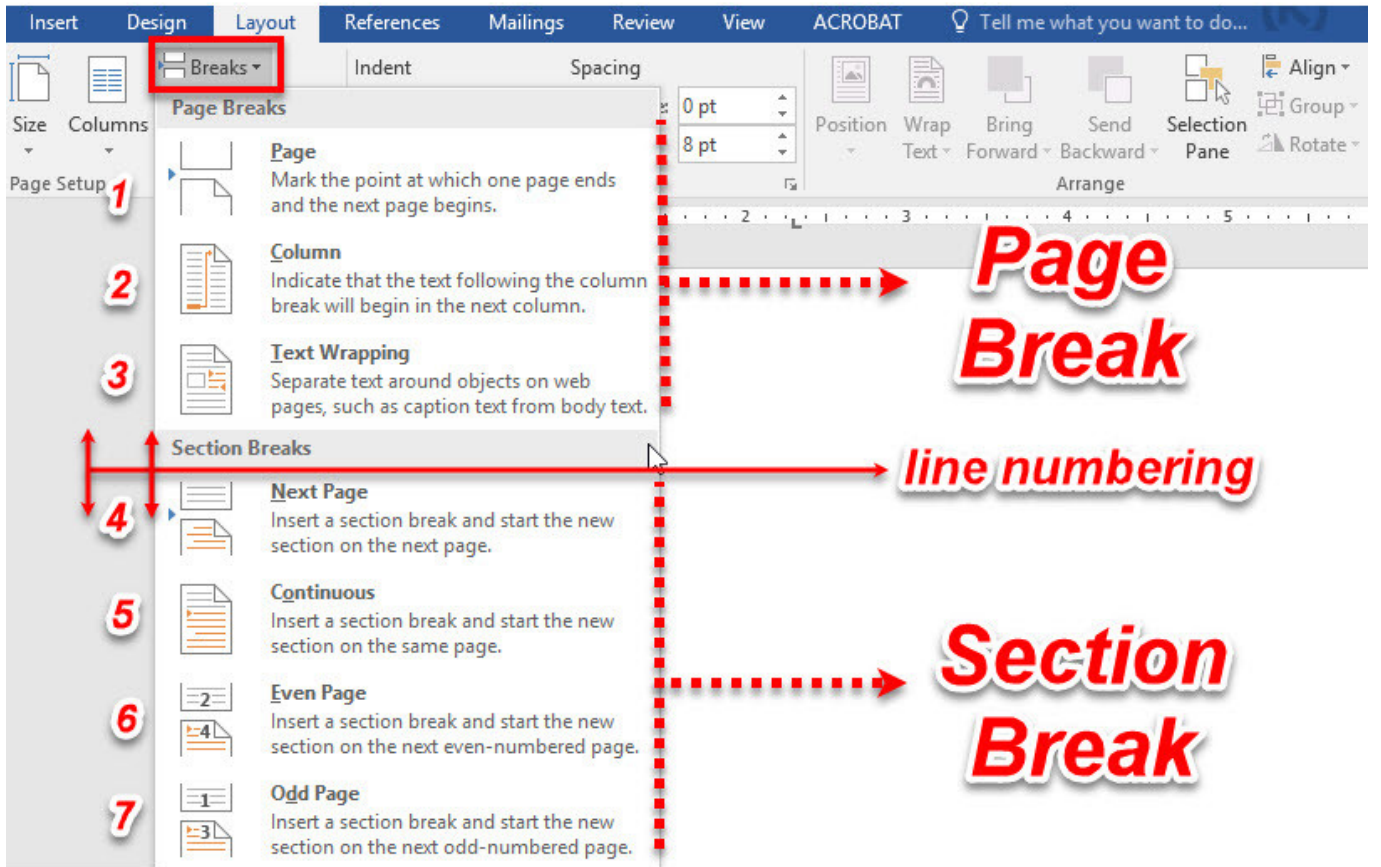 Insert Design Layout References Mailings Review View ACROBAT Tell me what you want to do...
Breaks Indent Spacing Align
Size Columns 0 pt Position Wrap Text Bring Forward Send Backward Selection Pane Group
8 pt Rotate
Page Setup Arrange
2 3 4 5
Page Breaks
1
Page
Mark the point at which one page ends
and the next page begins.
2
Column
Indicate that the text following the column
break will begin in the next column.
3
Text Wrapping
Separate text around objects on web
pages, such as caption text from body text.
Page
Break
Section Breaks
line numbering
4
Next Page
Insert a section break and start the new
section on the next page.
5
Continuous
Insert a section break and start the new
section on the same page.
6
=2=
4
Even Page
Insert a section break and start the new
section on the next even-numbered page.
7
=1=
3
Odd Page
Insert a section break and start the new
section on the next odd-numbered page.
Section
Break